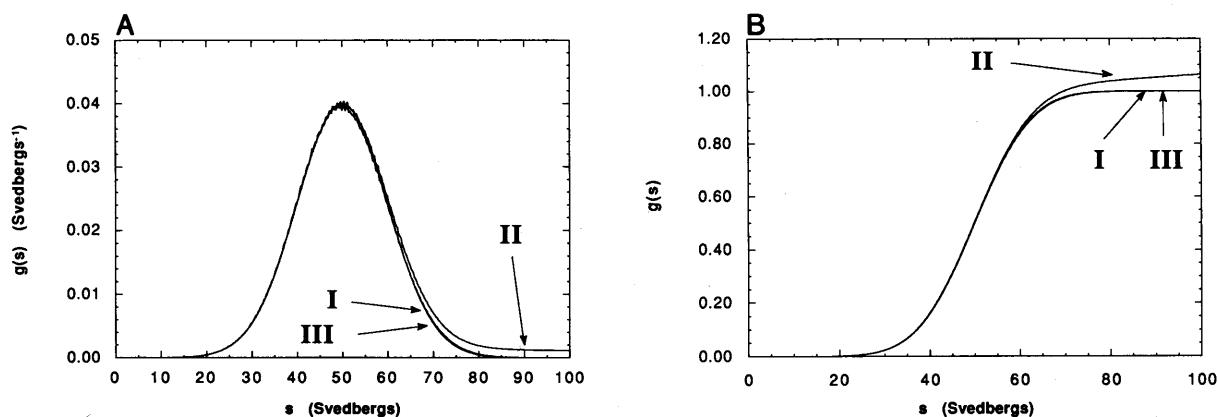 A
0.05
0.04
0.03
0.02
0.01
0.00
g(s) (Svedbergs⁻¹)
II
I
III
0 10 20 30 40 50 60 70 80 90 100
s (Svedbergs)
B
1.20
1.00
0.80
0.60
0.40
0.20
0.00
g(s)
II
I
III
0 20 40 60 80 100
s (Svedbergs)